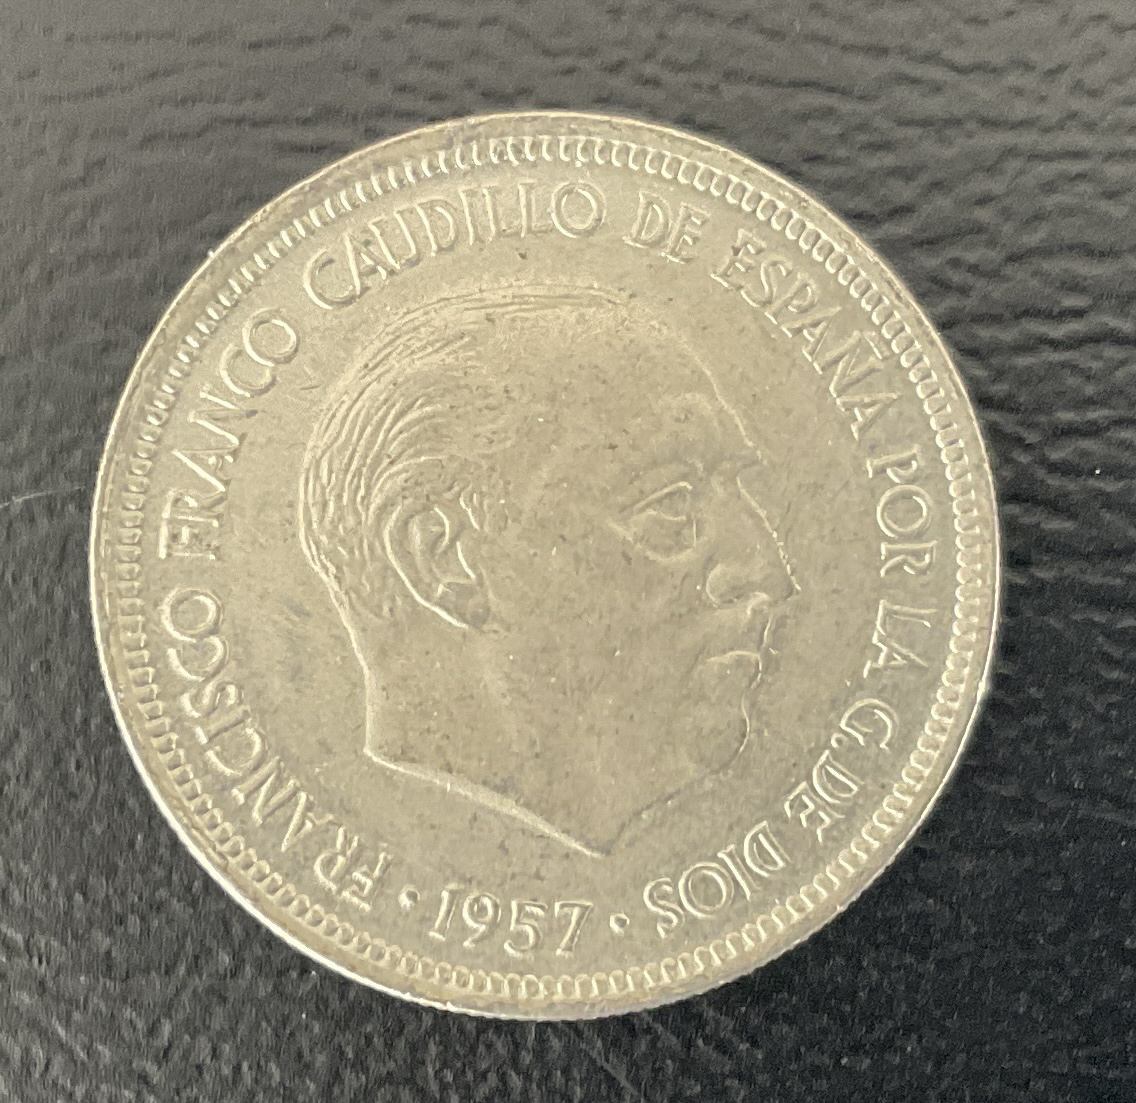 FRANCISCO FRANCO CAUDILLO DE ESPAÑA POR LA G. DE DIOS
· 1957 ·